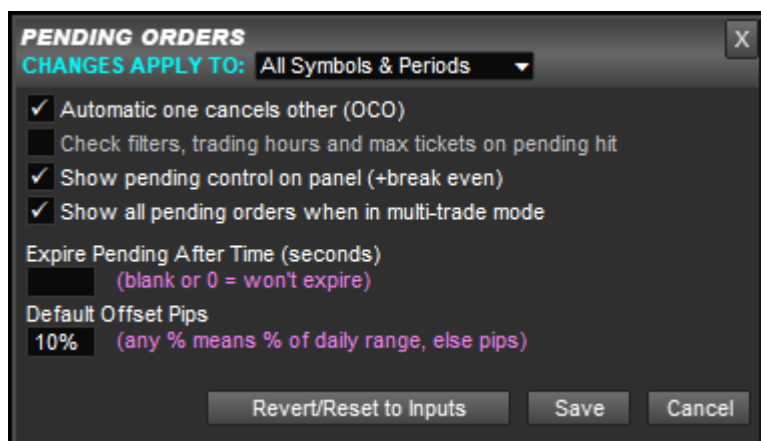 PENDING ORDERS
X
CHANGES APPLY TO: All Symbols & Periods
Automatic one cancels other (OCO)
Check filters, trading hours and max tickets on pending hit
Show pending control on panel (+break even)
Show all pending orders when in multi-trade mode
Expire Pending After Time (seconds)
(blank or 0 = won't expire)
Default Offset Pips
10% (any % means % of daily range, else pips)
Revert/Reset to Inputs Save Cancel